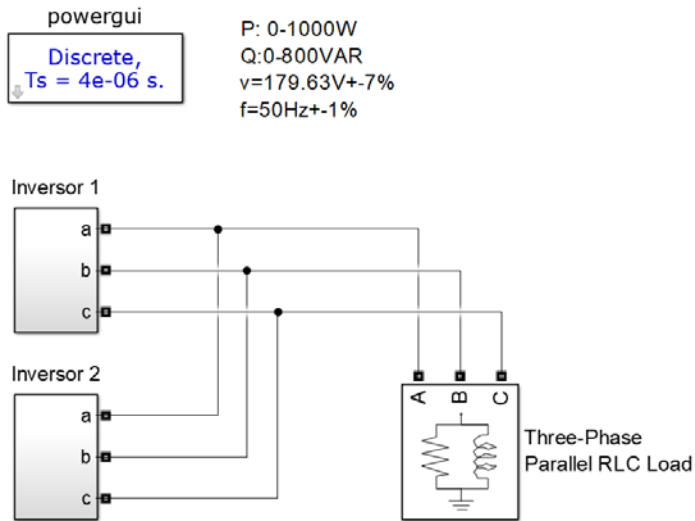 powergui
Discrete,
Ts = 4e-06 s.
P: 0-1000W
Q:0-800VAR
v=179.63V+-7%
f=50Hz+-1%
Inversor 1
a
b
c
Inversor 2
a
b
c
A
B
C
Three-Phase
Parallel RLC Load